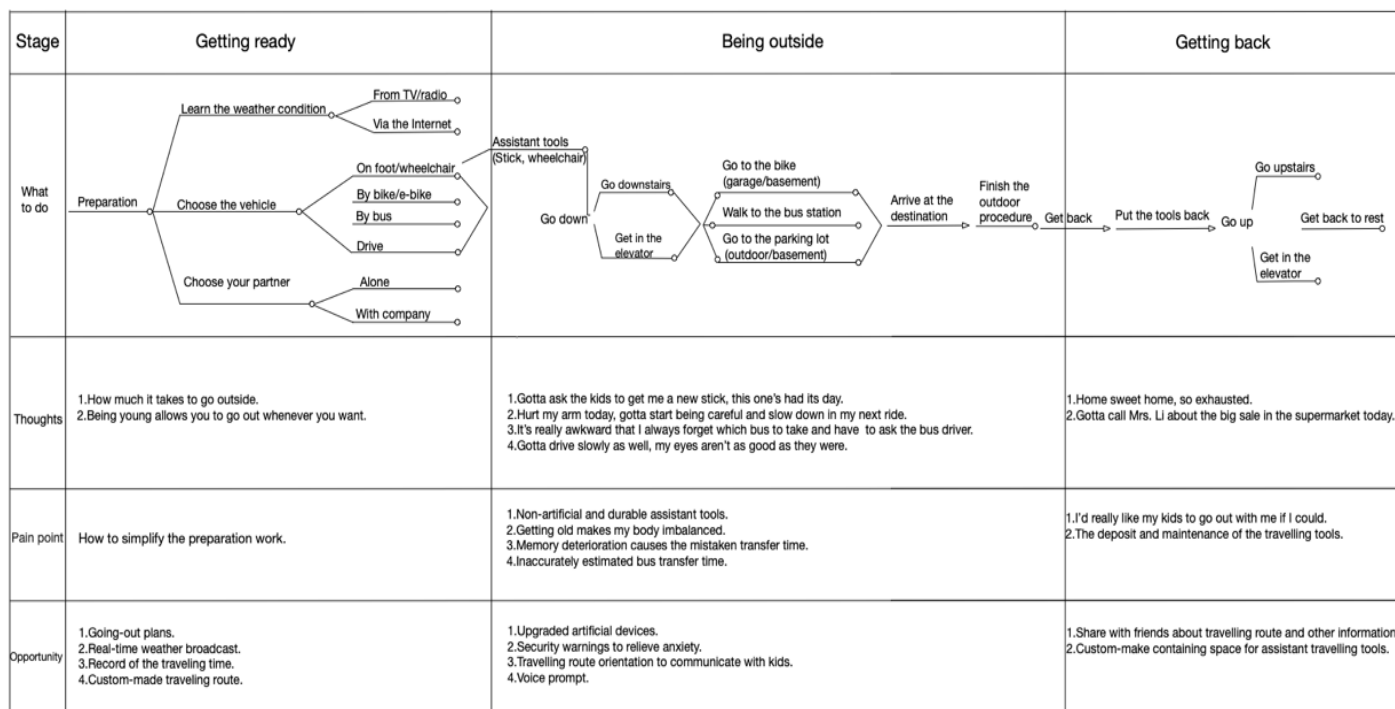 Stage
Getting ready
Being outside
Getting back
What
to do
Preparation
Learn the weather condition
From TV/radio
Via the Internet
Choose the vehicle
On foot/wheelchair
By bike/e-bike
By bus
Drive
Choose your partner
Alone
With company
Assistant tools
(Stick, wheelchair)
Go down
Go downstairs
Get in the
elevator
Go to the bike
(garage/basement)
Walk to the bus station
Go to the parking lot
(outdoor/basement)
Arrive at the
destination
Finish the
outdoor
procedure
Get back
Put the tools back
Go up
Go upstairs
Get in the
elevator
Get back to rest
Thoughts
1.How much it takes to go outside.
2.Being young allows you to go out whenever you want.
1.Gotta ask the kids to get me a new stick, this one's had its day.
2.Hurt my arm today, gotta start being careful and slow down in my next ride.
3.It's really awkward that I always forget which bus to take and have to ask the bus driver.
4.Gotta drive slowly as well, my eyes aren't as good as they were.
1.Home sweet home, so exhausted.
2.Gotta call Mrs. Li about the big sale in the supermarket today.
Pain point
How to simplify the preparation work.
1.Non-artificial and durable assistant tools.
2.Getting old makes my body imbalanced.
3.Memory deterioration causes the mistaken transfer time.
4.Inaccurately estimated bus transfer time.
1.I'd really like my kids to go out with me if I could.
2.The deposit and maintenance of the travelling tools.
Opportunity
1.Going-out plans.
2.Real-time weather broadcast.
3.Record of the traveling time.
4.Custom-made traveling route.
1.Upgraded artificial devices.
2.Security warnings to relieve anxiety.
3.Travelling route orientation to communicate with kids.
4.Voice prompt.
1.Share with friends about travelling route and other information
2.Custom-make containing space for assistant travelling tools.